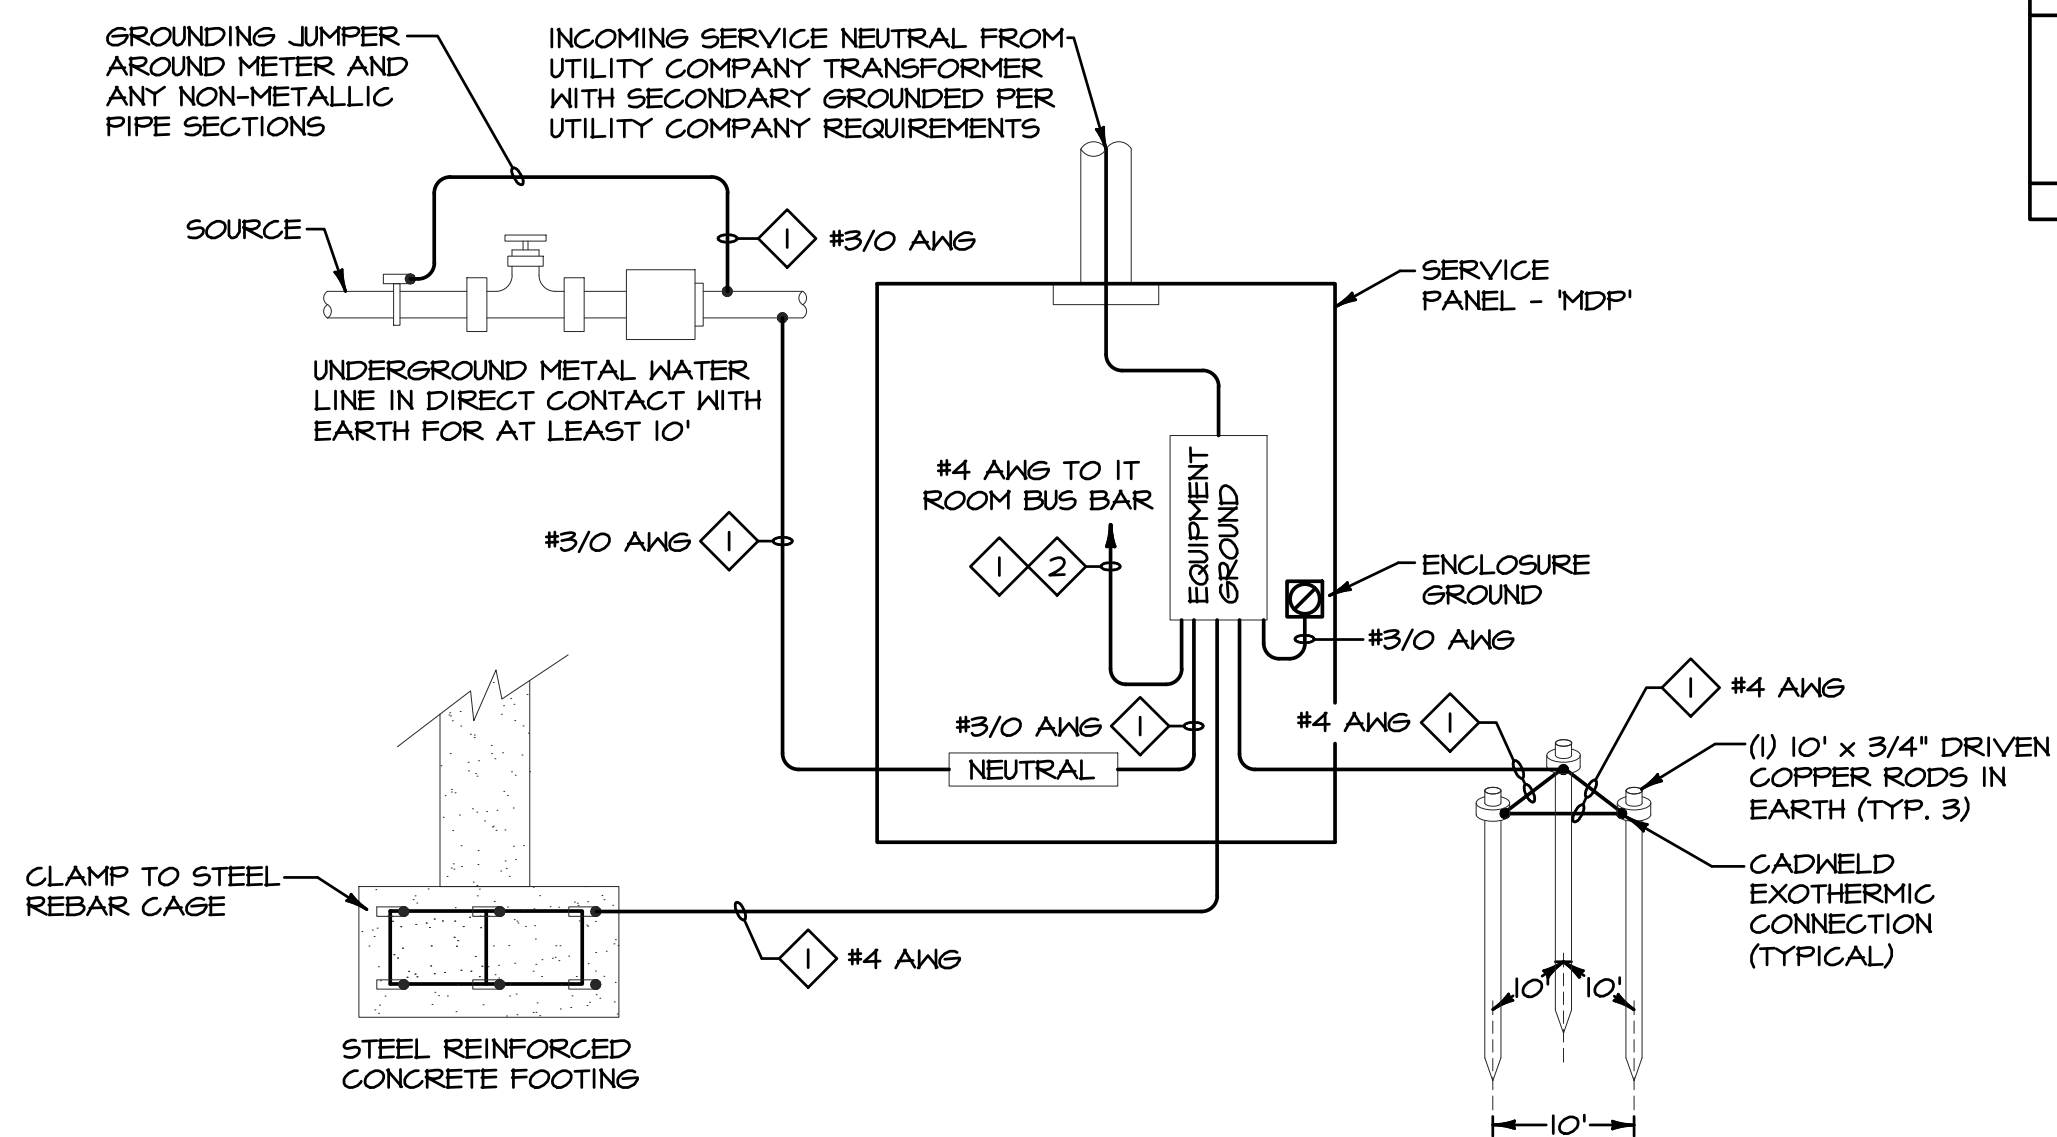 GROUNDING JUMPER
AROUND METER AND
ANY NON-METALLIC
PIPE SECTIONS
INCOMING SERVICE NEUTRAL FROM
UTILITY COMPANY TRANSFORMER
WITH SECONDARY GROUNDED PER
UTILITY COMPANY REQUIREMENTS
SOURCE
1 #3/0 AWG
SERVICE
PANEL - 'MDP'
UNDERGROUND METAL WATER
LINE IN DIRECT CONTACT WITH
EARTH FOR AT LEAST 10'
#4 AWG TO IT
ROOM BUS BAR
EQUIPMENT
GROUND
#3/0 AWG 1
1 2
ENCLOSURE
GROUND
#3/0 AWG
#3/0 AWG 1
NEUTRAL
#4 AWG 1
1 #4 AWG
(1) 10' x 3/4" DRIVEN
COPPER RODS IN
EARTH (TYP. 3)
CADWELD
EXOTHERMIC
CONNECTION
(TYPICAL)
CLAMP TO STEEL
REBAR CAGE
1 #4 AWG
10' 10'
STEEL REINFORCED
CONCRETE FOOTING
10'